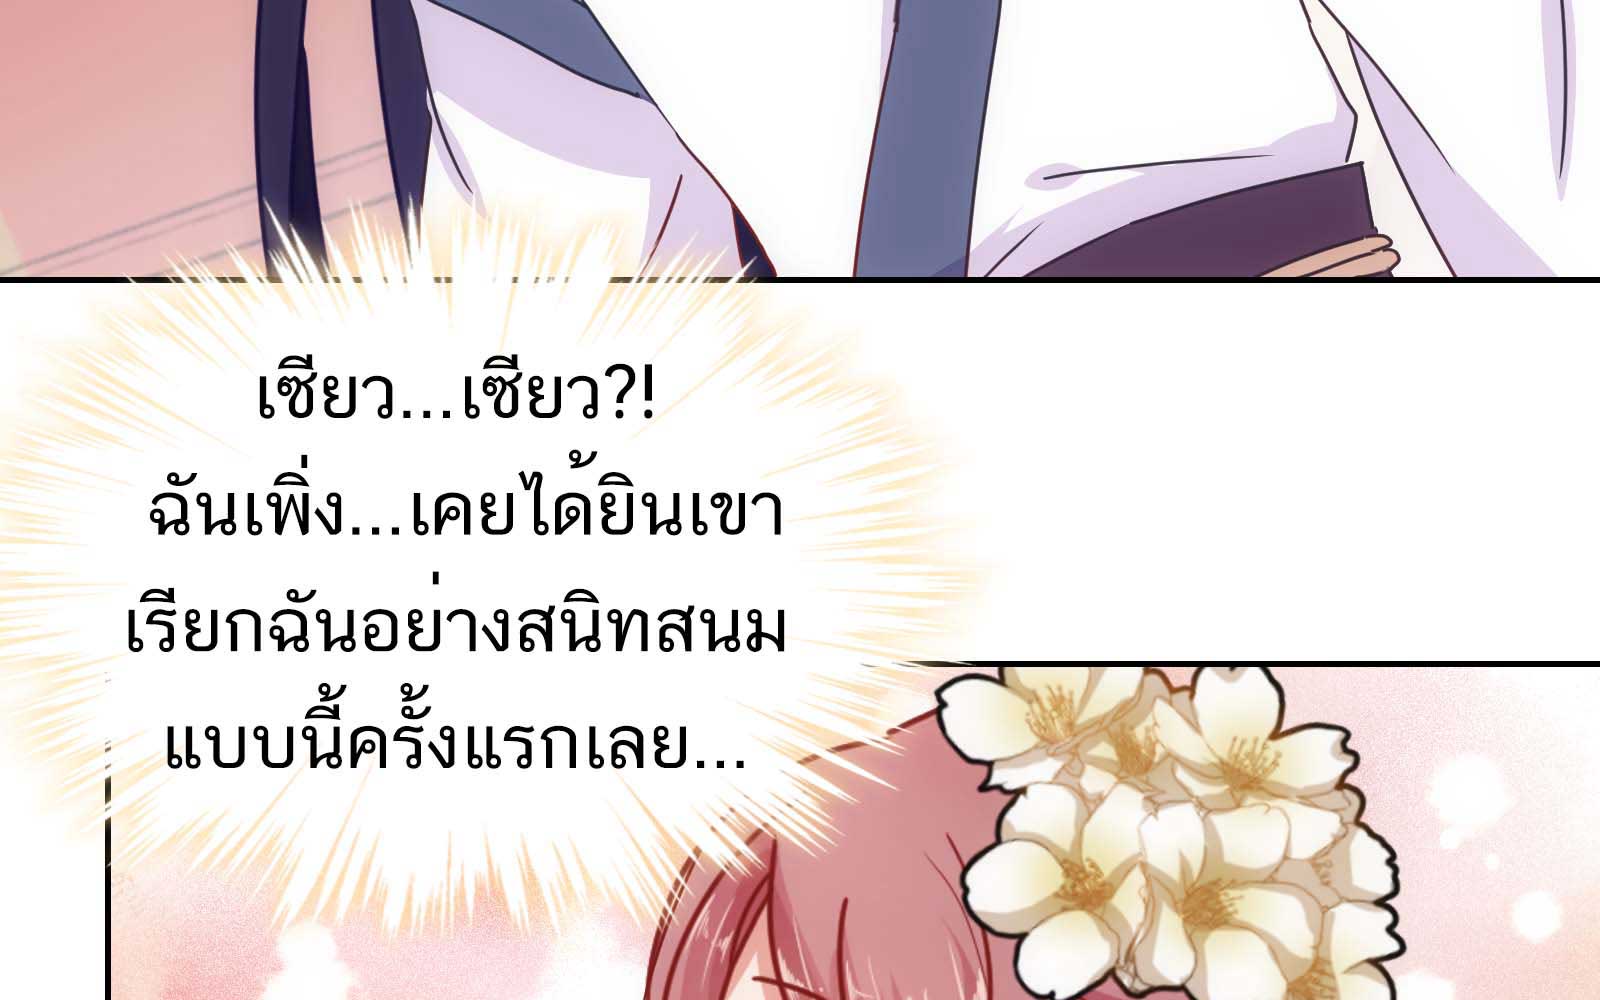 เซียว...เซียว?!
ฉันเพิ่ง...เคยได้ยินเขา
เรียกฉันอย่างสนิทสนม
แบบนี้ครั้งแรกเลย...